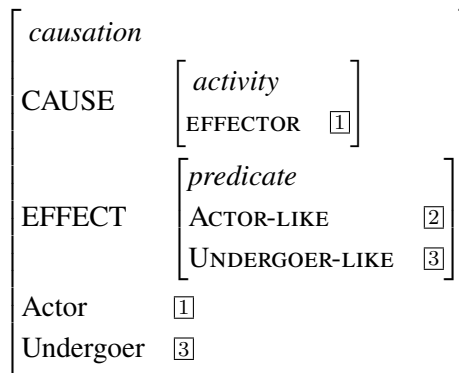 causation
CAUSE
activity
EFFECTOR 1
EFFECT
predicate
ACTOR-LIKE 2
UNDERGOER-LIKE 3
Actor 1
Undergoer 3